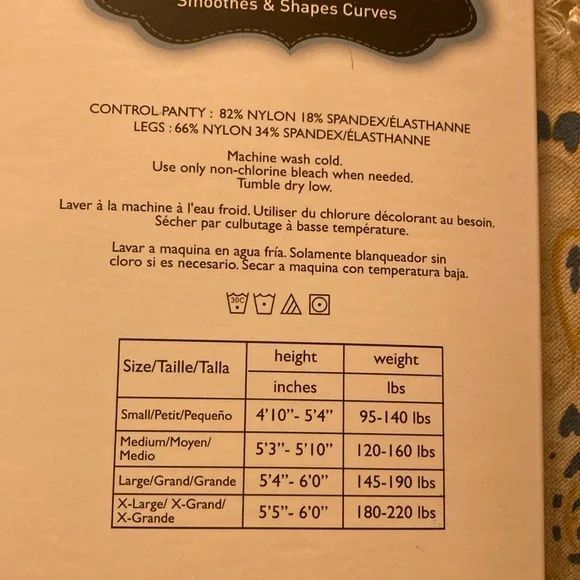 Smoothes & Shapes Curves
CONTROL PANTY : 82% NYLON 18% SPANDEX/ÉLASTHANNE
LEGS : 66% NYLON 34% SPANDEX/ÉLASTHANNE
Machine wash cold.
Use only non-chlorine bleach when needed.
Tumble dry low.
Laver à la machine à l'eau froid. Utiliser du chlorure décolorant au besoin.
Sécher par culbutage à basse température.
Lavar a maquina en agua fría. Solamente blanqueador sin
cloro si es necesario. Secar a maquina con temperatura baja.
30C
Size/Taille/Talla height weight
inches lbs
Small/Petit/Pequeño 4'10"- 5'4" 95-140 lbs
Medium/Moyen/
Medio 5'3"- 5'10" 120-160 lbs
Large/Grand/Grande 5'4"- 6'0" 145-190 lbs
X-Large/ X-Grand/
X-Grande 5'5"- 6'0" 180-220 lbs